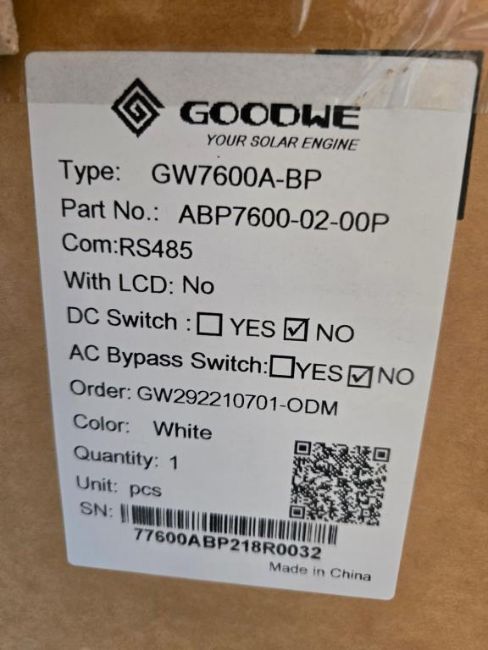 GOODWE
YOUR SOLAR ENGINE
Type: GW7600A-BP
Part No.: ABP7600-02-00P
Com:RS485
With LCD: No
DC Switch : ☐ YES ☑ NO
AC Bypass Switch:☐YES ☑ NO
Order: GW292210701-ODM
Color: White
Quantity: 1
Unit: pcs
SN:
77600ABP218R0032
Made in China